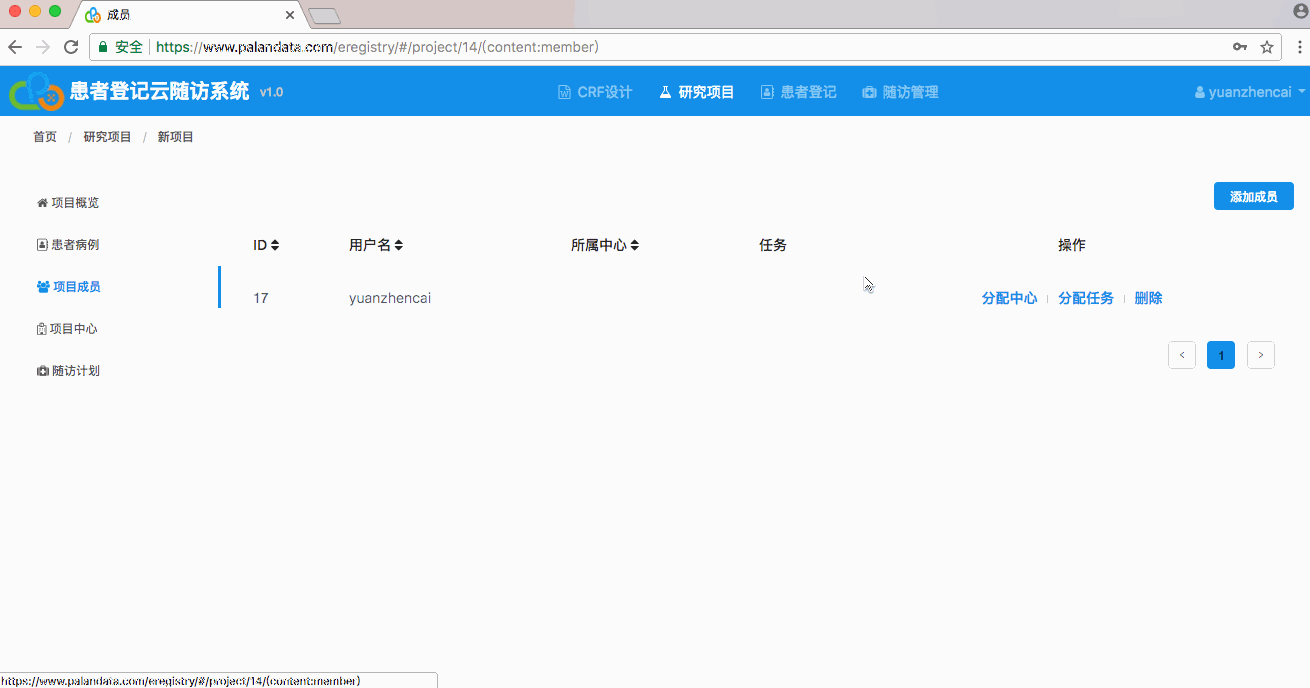 成员
安全 https://www.palandata.com/eregistry/#/project/14/(content:member)
患者登记云随访系统 v1.0 CRF设计 研究项目 患者登记 随访管理 yuanzhencai
首页 / 研究项目 / 新项目
项目概览
添加成员
患者病例
ID 用户名 所属中心 任务 操作
项目成员
17 yuanzhencai 分配中心 分配任务 删除
项目中心
< 1 >
随访计划
https://www.palandata.com/eregistry/#/project/14/(content:member)